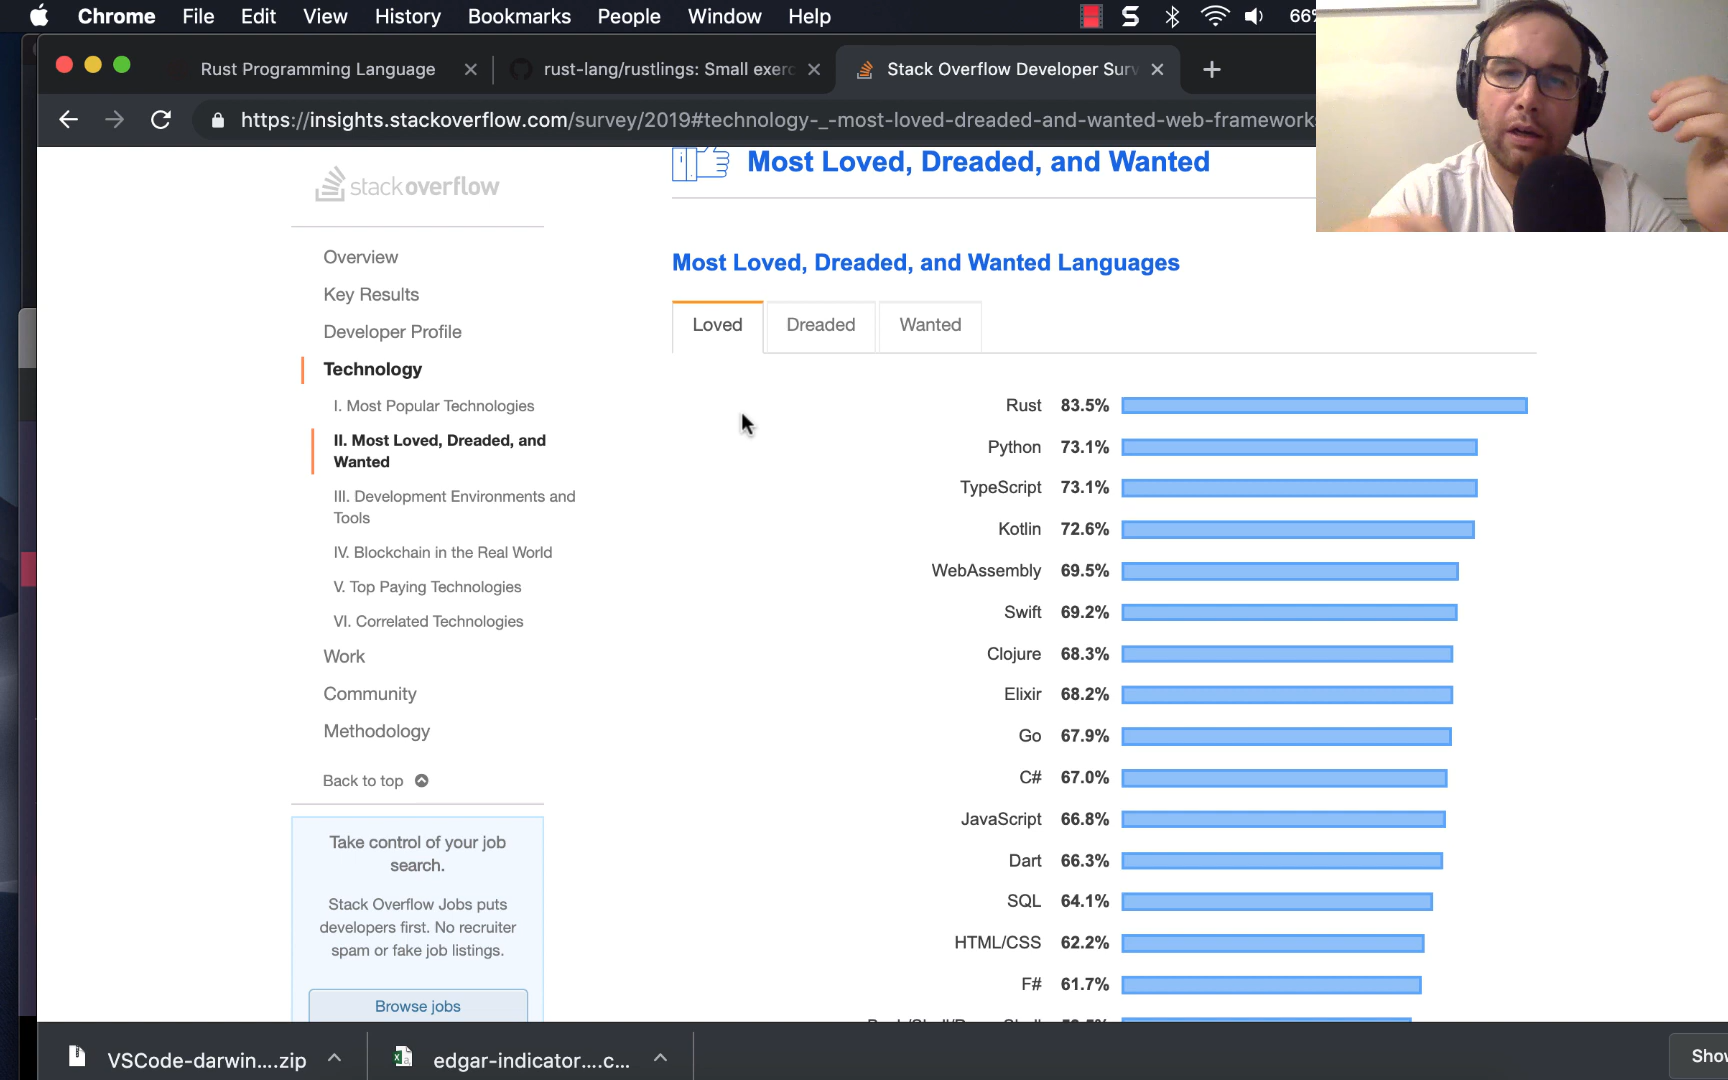 Chrome File Edit View History Bookmarks People Window Help S 66%
Rust Programming Language
rust-lang/rustlings: Small exerc
Stack Overflow Developer Surv
https://insights.stackoverflow.com/survey/2019#technology-_-most-loved-dreaded-and-wanted-web-framework
stackoverflow
Overview
Key Results
Developer Profile
Technology
I. Most Popular Technologies
II. Most Loved, Dreaded, and
Wanted
III. Development Environments and
Tools
IV. Blockchain in the Real World
V. Top Paying Technologies
VI. Correlated Technologies
Work
Community
Methodology
Back to top
Take control of your job
search.
Stack Overflow Jobs puts
developers first. No recruiter
spam or fake job listings.
Browse jobs
Most Loved, Dreaded, and Wanted
Most Loved, Dreaded, and Wanted Languages
Loved Dreaded Wanted
Rust 83.5%
Python 73.1%
TypeScript 73.1%
Kotlin 72.6%
WebAssembly 69.5%
Swift 69.2%
Clojure 68.3%
Elixir 68.2%
Go 67.9%
C# 67.0%
JavaScript 66.8%
Dart 66.3%
SQL 64.1%
HTML/CSS 62.2%
F# 61.7%
VSCode-darwin....zip
edgar-indicator....c...
Show